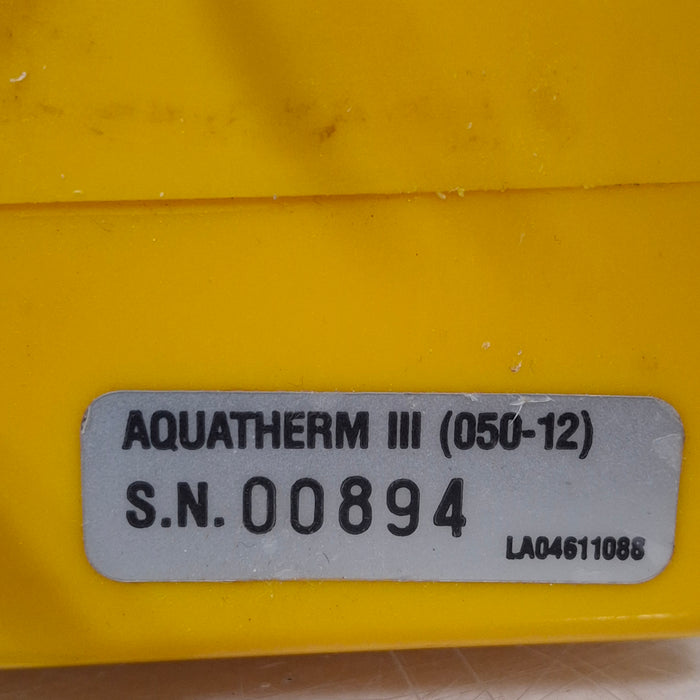 AQUATHERM III (050-12)
S.N. 00894
LA04611088